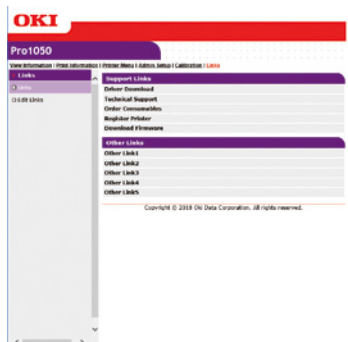 OKI
Pro1050
View Information | Print Information | Printer Menu | Admin Setup | Calibration | Links
Links
Links
Edit Links
Support Links
Driver Download
Technical Support
Order Consumables
Register Printer
Download Firmware
Other Links
Other Link1
Other Link2
Other Link3
Other Link4
Other Link5
Copyright © 2018 Oki Data Corporation. All rights reserved.